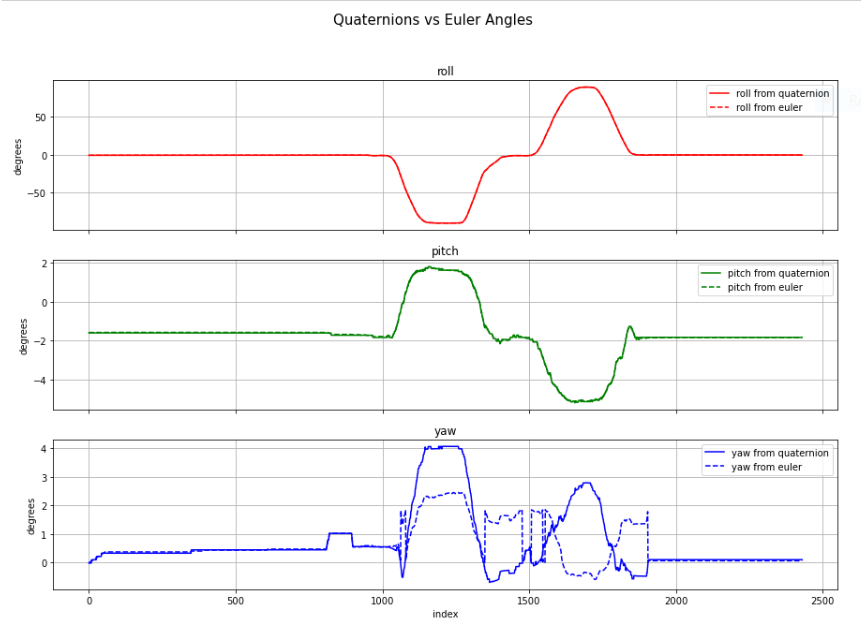 Quaternions vs Euler Angles
roll
roll from quaternion
roll from euler
degrees
50
0
−50
pitch
pitch from quaternion
pitch from euler
degrees
2
0
−2
−4
yaw
yaw from quaternion
yaw from euler
degrees
4
3
2
1
0
0 500 1000 1500 2000 2500
index